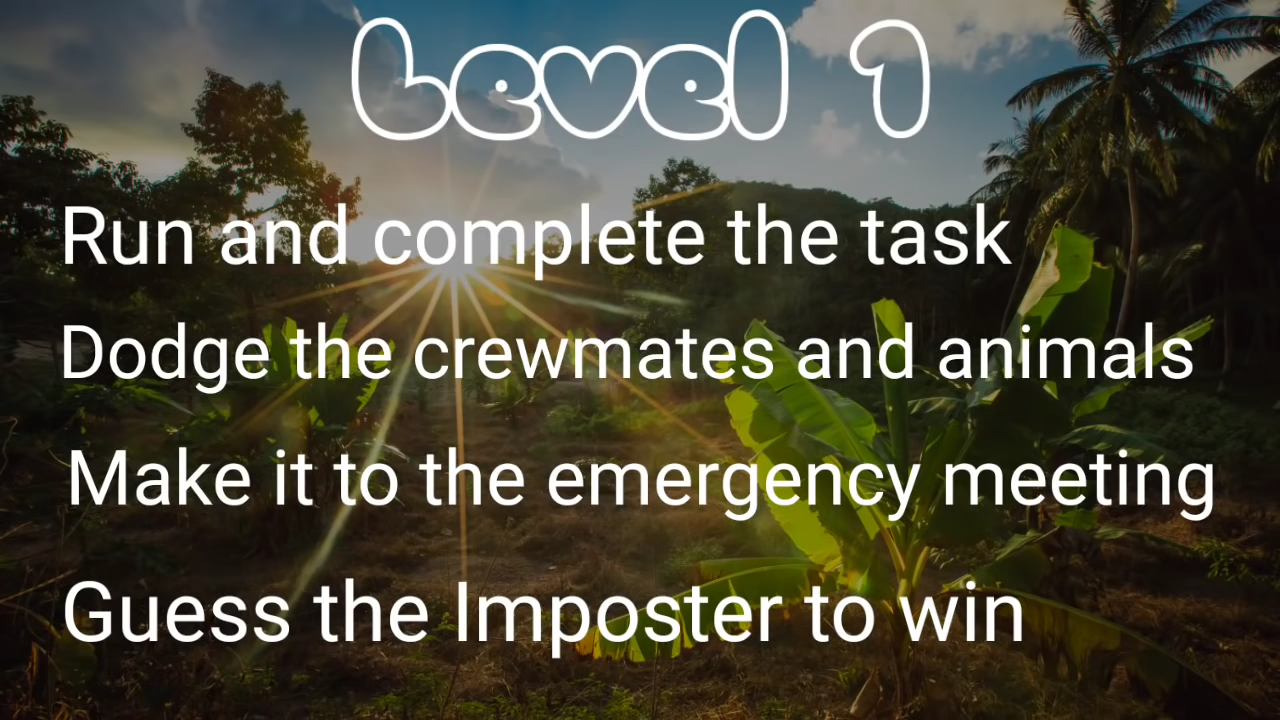 Level 1
Run and complete the task
Dodge the crewmates and animals
Make it to the emergency meeting
Guess the Imposter to win